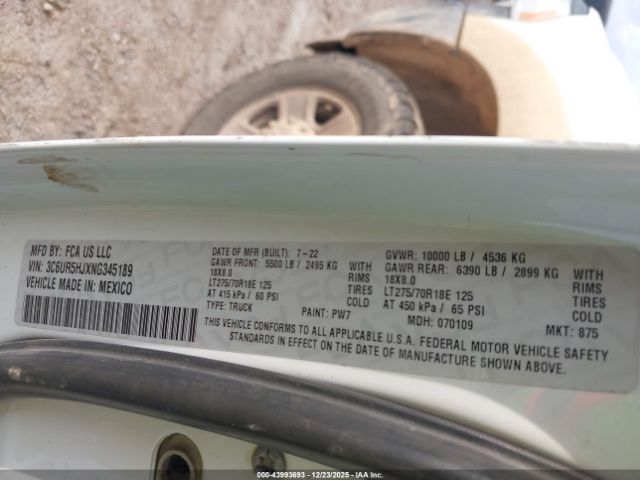 MFD BY: FCA US LLC
VIN: 3C6UR5HJXNG345189
VEHICLE MADE IN: MEXICO
DATE OF MFR (BUILT): 7-22
GAWR FRONT: 5500 LB / 2495 KG WITH
18X8.0 RIMS
LT275/70R18E 125 TIRES
AT 415 kPa / 60 PSI COLD
TYPE: TRUCK PAINT: PW7
GVWR: 10000 LB / 4536 KG
GAWR REAR: 6390 LB / 2899 KG WITH
18X8.0 RIMS
LT275/70R18E 125 TIRES
AT 450 kPa / 65 PSI COLD
MDH: 070109 MKT: 875
THIS VEHICLE CONFORMS TO ALL APPLICABLE U.S.A. FEDERAL MOTOR VEHICLE SAFETY
STANDARDS IN EFFECT ON THE DATE OF MANUFACTURE SHOWN ABOVE.
000-43993693 - 12/23/2025 - IAAI.COM